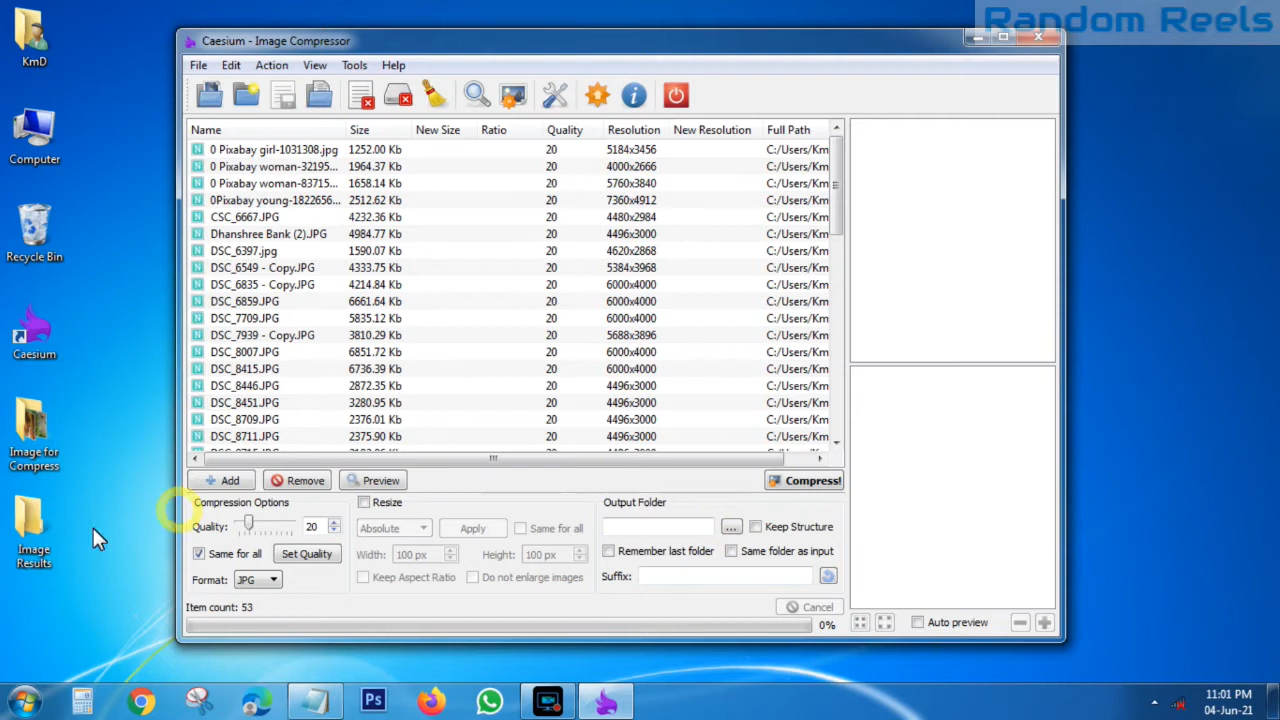 Random Reels
KmD
Computer
Recycle Bin
Caesium
Image for
Compress
Image
Results
Caesium - Image Compressor
File Edit Action View Tools Help
Name Size New Size Ratio Quality Resolution New Resolution Full Path
0 Pixabay girl-1031308.jpg 1252.00 Kb 20 5184x3456 C:/Users/Km
0 Pixabay woman-32195... 1964.37 Kb 20 4000x2666 C:/Users/Km
0 Pixabay woman-83715... 1658.14 Kb 20 5760x3840 C:/Users/Km
0Pixabay young-1822656... 2512.62 Kb 20 7360x4912 C:/Users/Km
CSC_6667.JPG 4232.36 Kb 20 4480x2984 C:/Users/Km
Dhanshree Bank (2).JPG 4984.77 Kb 20 4496x3000 C:/Users/Km
DSC_6397.jpg 1590.07 Kb 20 4620x2868 C:/Users/Km
DSC_6549 - Copy.JPG 4333.75 Kb 20 5384x3968 C:/Users/Km
DSC_6835 - Copy.JPG 4214.84 Kb 20 6000x4000 C:/Users/Km
DSC_6859.JPG 6661.64 Kb 20 6000x4000 C:/Users/Km
DSC_7709.JPG 5835.12 Kb 20 6000x4000 C:/Users/Km
DSC_7939 - Copy.JPG 3810.29 Kb 20 5688x3896 C:/Users/Km
DSC_8007.JPG 6851.72 Kb 20 6000x4000 C:/Users/Km
DSC_8415.JPG 6736.39 Kb 20 6000x4000 C:/Users/Km
DSC_8446.JPG 2872.35 Kb 20 4496x3000 C:/Users/Km
DSC_8451.JPG 3280.95 Kb 20 4496x3000 C:/Users/Km
DSC_8709.JPG 2376.01 Kb 20 4496x3000 C:/Users/Km
DSC_8711.JPG 2375.90 Kb 20 4496x3000 C:/Users/Km
Add Remove Preview Compress!
Compression Options Resize Output Folder
Quality: 20 Absolute Apply Same for all ... Keep Structure
Same for all Set Quality Width: 100 px Height: 100 px Remember last folder Same folder as input
Format: JPG Keep Aspect Ratio Do not enlarge images Suffix:
Item count: 53 Cancel
0% Auto preview
Ps
11:01 PM
04-Jun-21